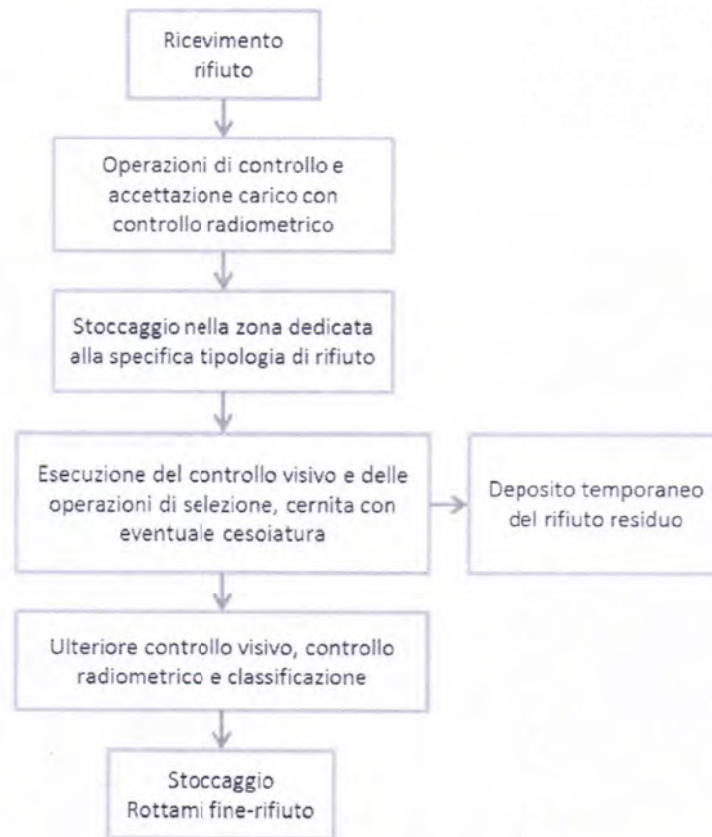 Ricevimento
rifiuto
Operazioni di controllo e
accettazione carico con
controllo radiometrico
Stoccaggio nella zona dedicata
alla specifica tipologia di rifiuto
Esecuzione del controllo visivo e delle
operazioni di selezione, cernita con
eventuale cesoiatura
Deposito temporaneo
del rifiuto residuo
Ulteriore controllo visivo, controllo
radiometrico e classificazione
Stoccaggio
Rottami fine-rifiuto